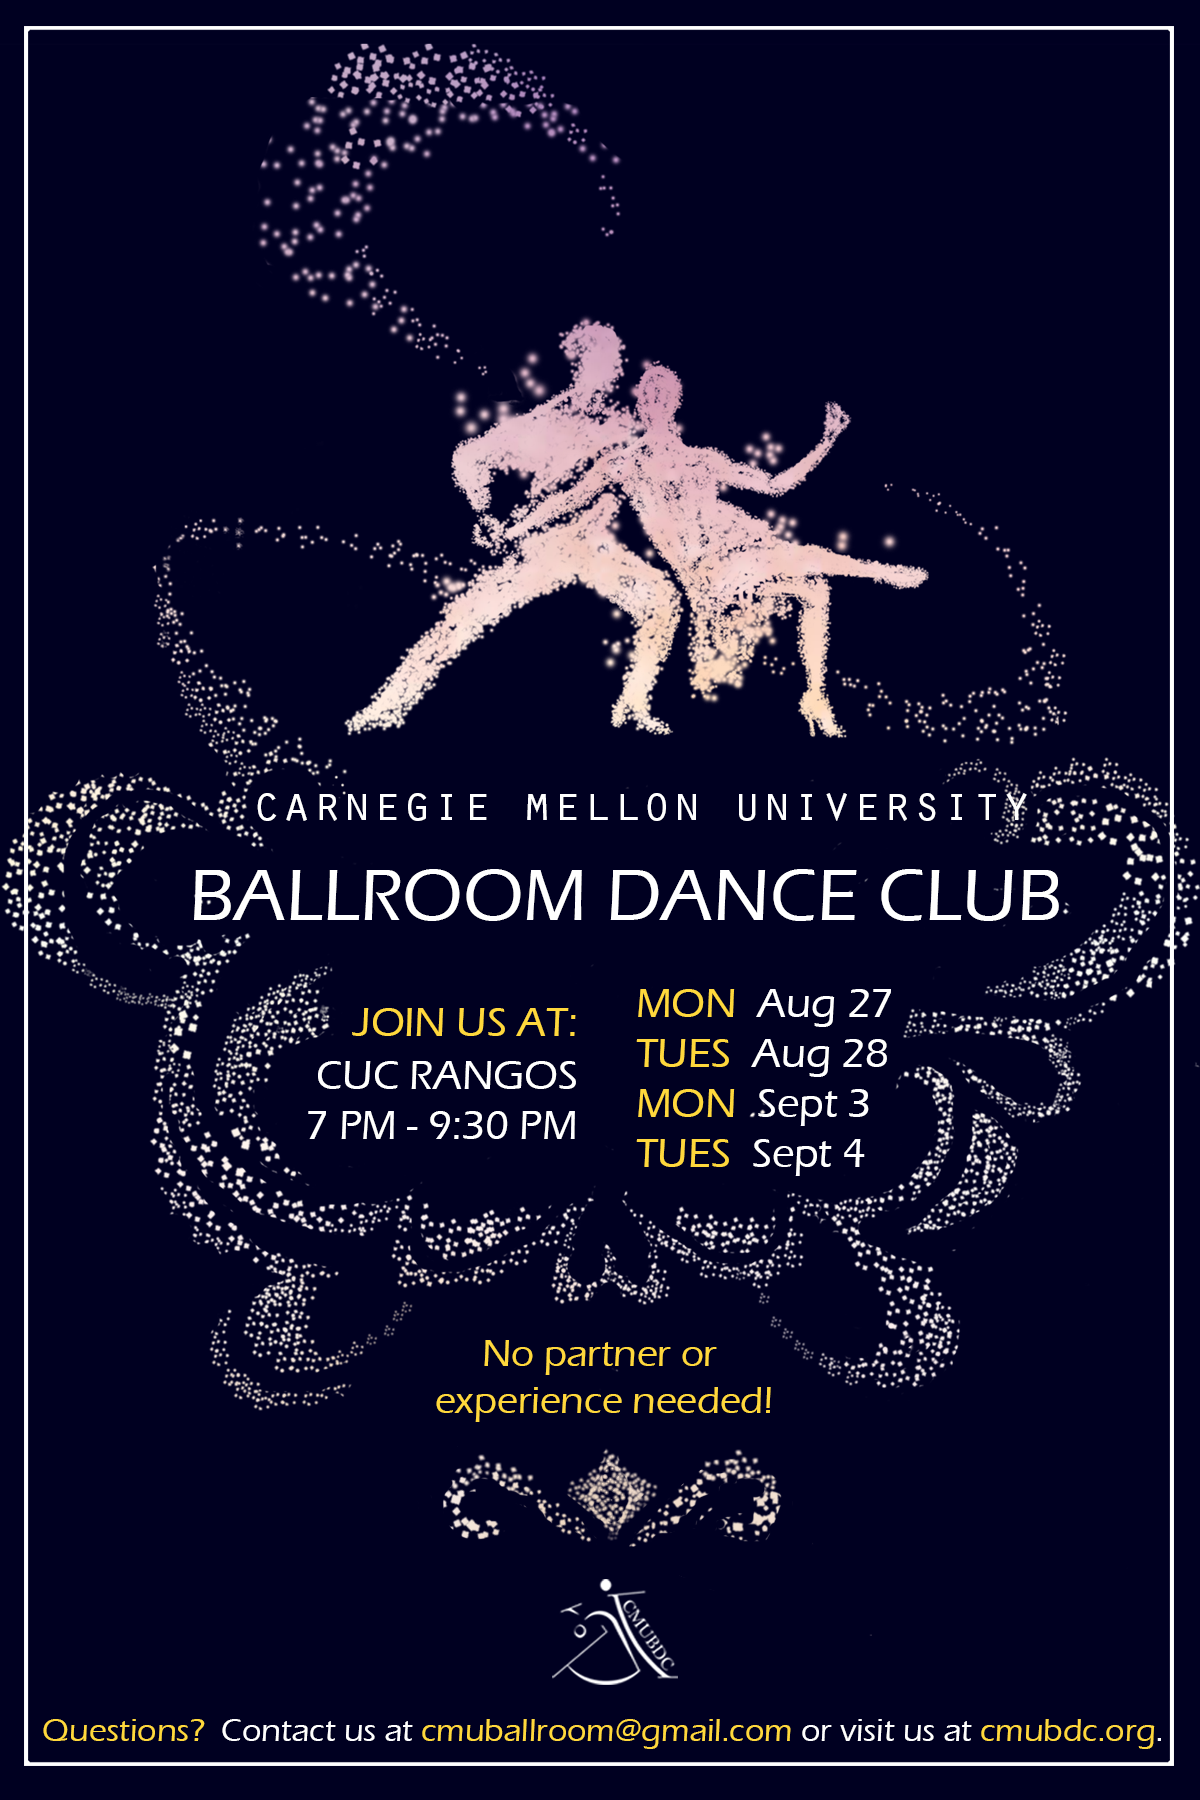 CARNEGIE MELLON UNIVERSITY
BALLROOM DANCE CLUB
JOIN US AT:
CUC RANGOS
7 PM - 9:30 PM
MON Aug 27
TUES Aug 28
MON Sept 3
TUES Sept 4
No partner or
experience needed!
CMUBDC
Questions? Contact us at cmuballroom@gmail.com or visit us at cmubdc.org.